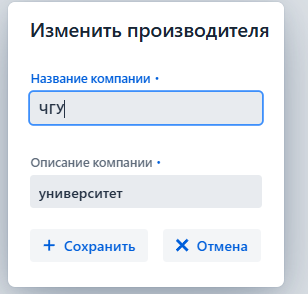 Изменить производителя
Название компании •
ЧГУ
Описание компании •
университет
+ Сохранить
✕ Отмена